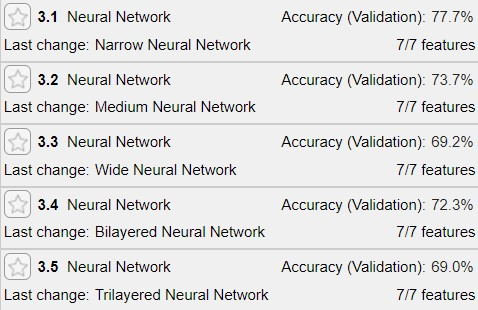 3.1 Neural Network Accuracy (Validation): 77.7%
Last change: Narrow Neural Network 7/7 features
3.2 Neural Network Accuracy (Validation): 73.7%
Last change: Medium Neural Network 7/7 features
3.3 Neural Network Accuracy (Validation): 69.2%
Last change: Wide Neural Network 7/7 features
3.4 Neural Network Accuracy (Validation): 72.3%
Last change: Bilayered Neural Network 7/7 features
3.5 Neural Network Accuracy (Validation): 69.0%
Last change: Trilayered Neural Network 7/7 features